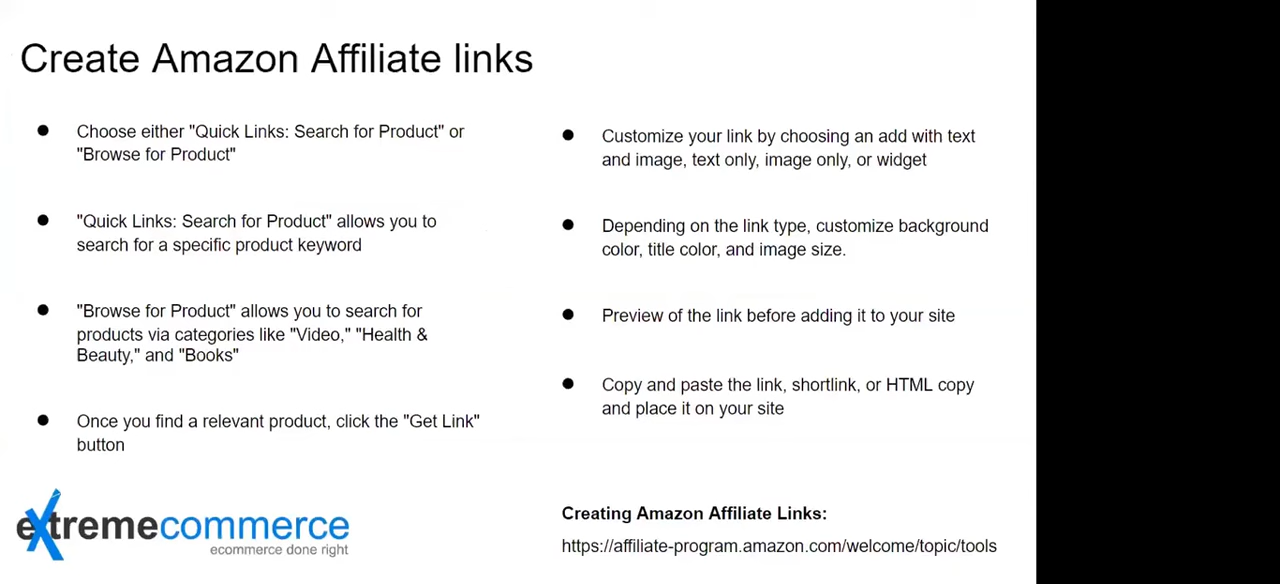 Create Amazon Affiliate links
● Choose either "Quick Links: Search for Product" or
"Browse for Product"
● "Quick Links: Search for Product" allows you to
search for a specific product keyword
● "Browse for Product" allows you to search for
products via categories like "Video," "Health &
Beauty," and "Books"
● Once you find a relevant product, click the "Get Link"
button
● Customize your link by choosing an add with text
and image, text only, image only, or widget
● Depending on the link type, customize background
color, title color, and image size.
● Preview of the link before adding it to your site
● Copy and paste the link, shortlink, or HTML copy
and place it on your site
extremecommerce
ecommerce done right
Creating Amazon Affiliate Links:
https://affiliate-program.amazon.com/welcome/topic/tools